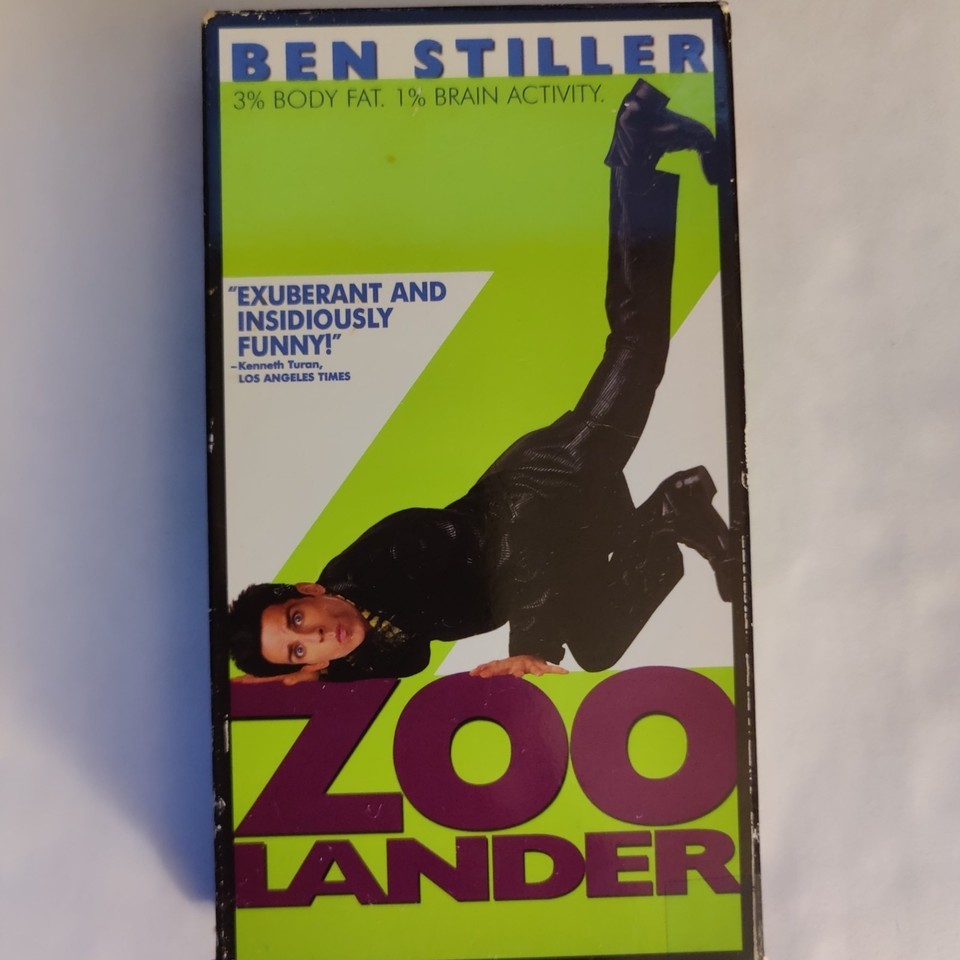 BEN STILLER
3% BODY FAT. 1% BRAIN ACTIVITY.
"EXUBERANT AND
INSIDIOUSLY
FUNNY!"
–Kenneth Turan,
LOS ANGELES TIMES
ZOO
LANDER